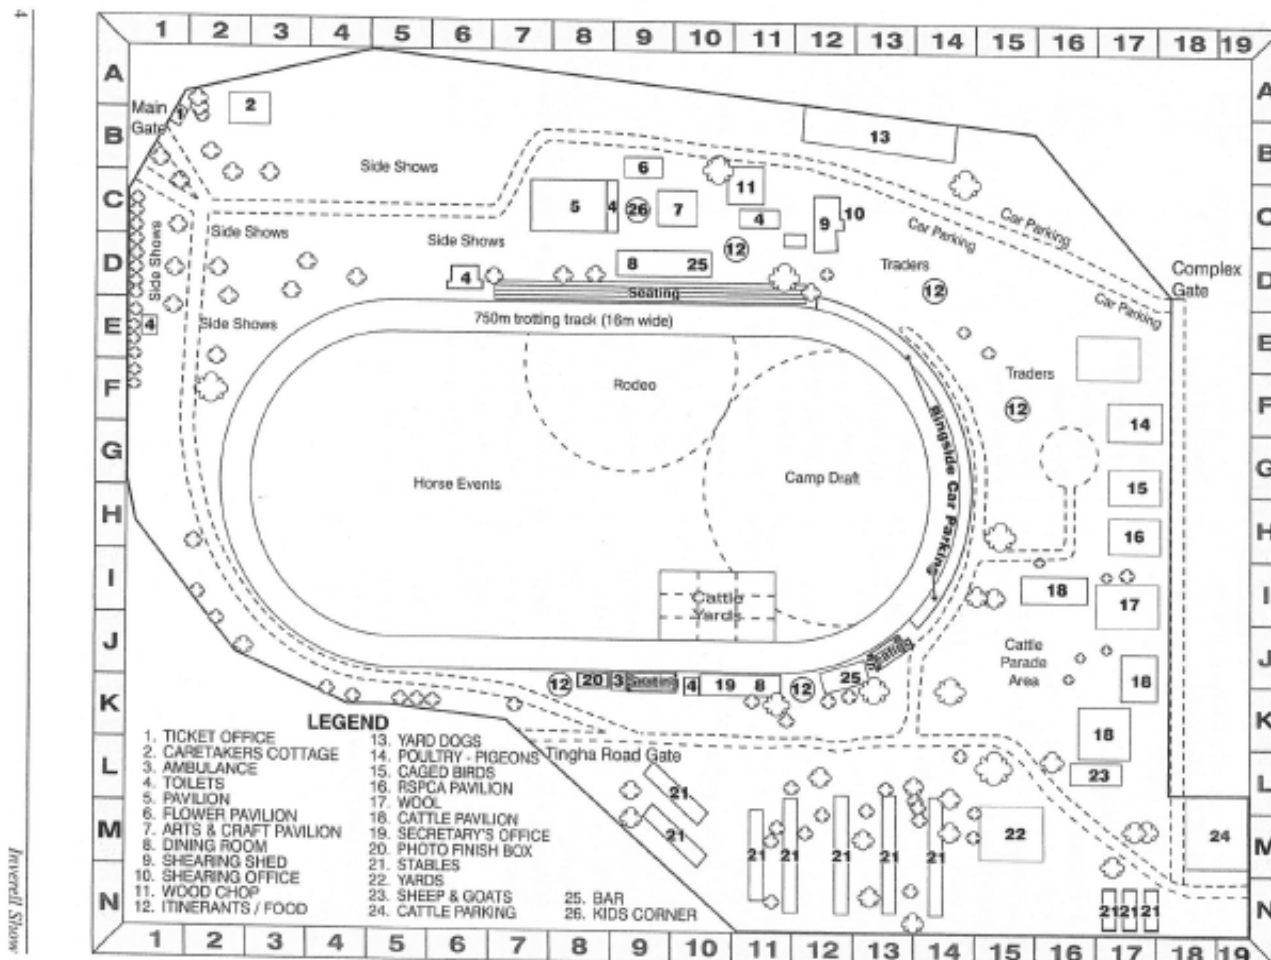 4
Inverell Show
1 2 3 4 5 6 7 8 9 10 11 12 13 14 15 16 17 18 19
A A
Main
Gate
1
2
B B
13
Side Shows
6
11
C C
5
4
26
7
4
9
10
Car Parking
Car Parking
Side Shows
Side Shows
Side Shows
12
D D
4
8 25
Traders
12
Complex
Gate
Seating
Car Parking
E E
4
Side Shows
750m trotting track (16m wide)
Rodeo
Traders
F F
12
14
Ringside Car Parking
G G
Horse Events
Camp Draft
15
H H
16
I I
Cattle
Yards
18
17
J J
Seating
Cattle
Parade
Area
12
20
3
Seating
4
19 8
12
25
18
K K
18
LEGEND
1. TICKET OFFICE
2. CARETAKERS COTTAGE
3. AMBULANCE
4. TOILETS
5. PAVILION
6. FLOWER PAVILION
7. ARTS & CRAFT PAVILION
8. DINING ROOM
9. SHEARING SHED
10. SHEARING OFFICE
11. WOOD CHOP
12. ITINERANTS / FOOD
13. YARD DOGS
14. POULTRY - PIGEONS
15. CAGED BIRDS
16. RSPCA PAVILION
17. WOOL
18. CATTLE PAVILION
19. SECRETARY'S OFFICE
20. PHOTO FINISH BOX
21. STABLES
22. YARDS
23. SHEEP & GOATS
24. CATTLE PARKING
25. BAR
26. KIDS CORNER
Tingha Road Gate
L L
21
23
M M
21
21 21 21 21 21
22
24
N N
21 21 21
1 2 3 4 5 6 7 8 9 10 11 12 13 14 15 16 17 18 19